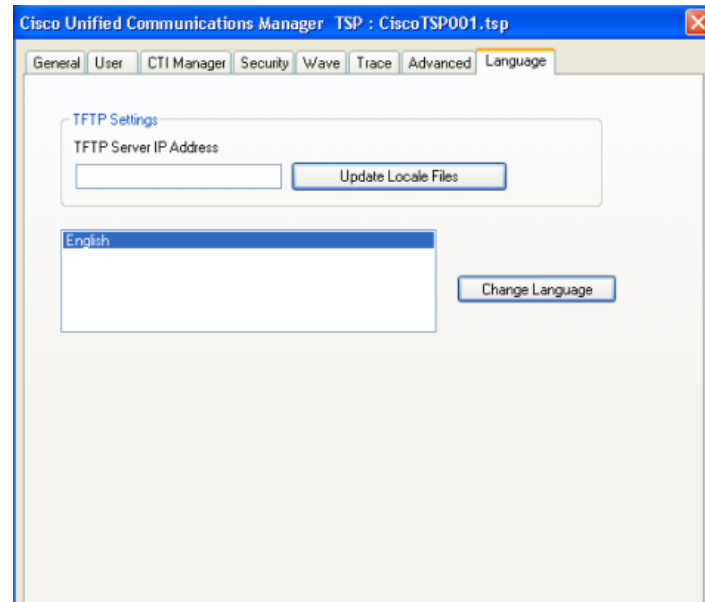 Cisco Unified Communications Manager TSP : CiscoTSP001.tsp
General User CTI Manager Security Wave Trace Advanced Language
TFTP Settings
TFTP Server IP Address
Update Locale Files
English
Change Language